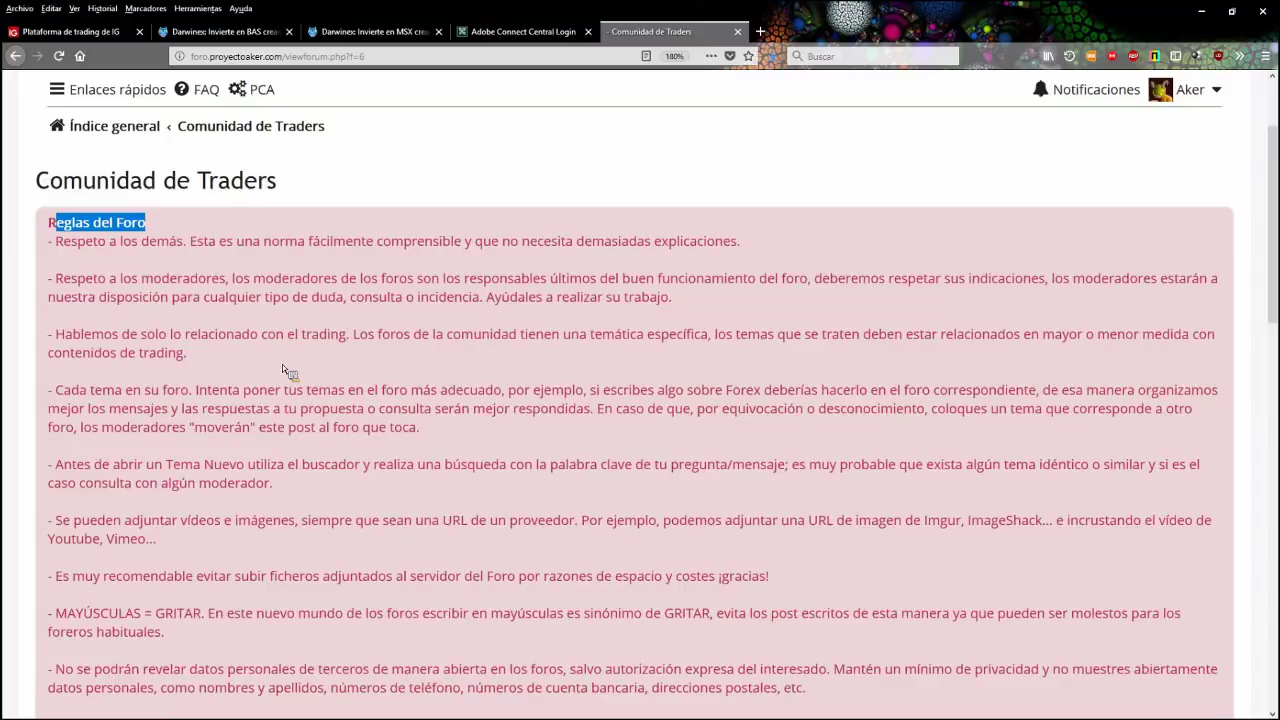 Archivo Editar Ver Historial Marcadores Herramientas Ayuda
Plataforma de trading de IG
Darwinex: Invierte en BAS crea
Darwinex: Invierte en MSX crea
Adobe Connect Central Login
- Comunidad de Traders
foro.proyectoaker.com/viewforum.php?f=6 180% Buscar
Enlaces rápidos FAQ PCA Notificaciones Aker
Índice general ‹ Comunidad de Traders
Comunidad de Traders
Reglas del Foro
- Respeto a los demás. Esta es una norma fácilmente comprensible y que no necesita demasiadas explicaciones.
- Respeto a los moderadores, los moderadores de los foros son los responsables últimos del buen funcionamiento del foro, deberemos respetar sus indicaciones, los moderadores estarán a
nuestra disposición para cualquier tipo de duda, consulta o incidencia. Ayúdales a realizar su trabajo.
- Hablemos de solo lo relacionado con el trading. Los foros de la comunidad tienen una temática específica, los temas que se traten deben estar relacionados en mayor o menor medida con
contenidos de trading.
- Cada tema en su foro. Intenta poner tus temas en el foro más adecuado, por ejemplo, si escribes algo sobre Forex deberías hacerlo en el foro correspondiente, de esa manera organizamos
mejor los mensajes y las respuestas a tu propuesta o consulta serán mejor respondidas. En caso de que, por equivocación o desconocimiento, coloques un tema que corresponde a otro
foro, los moderadores "moverán" este post al foro que toca.
- Antes de abrir un Tema Nuevo utiliza el buscador y realiza una búsqueda con la palabra clave de tu pregunta/mensaje; es muy probable que exista algún tema idéntico o similar y si es el
caso consulta con algún moderador.
- Se pueden adjuntar vídeos e imágenes, siempre que sean una URL de un proveedor. Por ejemplo, podemos adjuntar una URL de imagen de Imgur, ImageShack... e incrustando el vídeo de
Youtube, Vimeo...
- Es muy recomendable evitar subir ficheros adjuntados al servidor del Foro por razones de espacio y costes ¡gracias!
- MAYÚSCULAS = GRITAR. En este nuevo mundo de los foros escribir en mayúsculas es sinónimo de GRITAR, evita los post escritos de esta manera ya que pueden ser molestos para los
foreros habituales.
- No se podrán revelar datos personales de terceros de manera abierta en los foros, salvo autorización expresa del interesado. Mantén un mínimo de privacidad y no muestres abiertamente
datos personales, como nombres y apellidos, números de teléfono, números de cuenta bancaria, direcciones postales, etc.